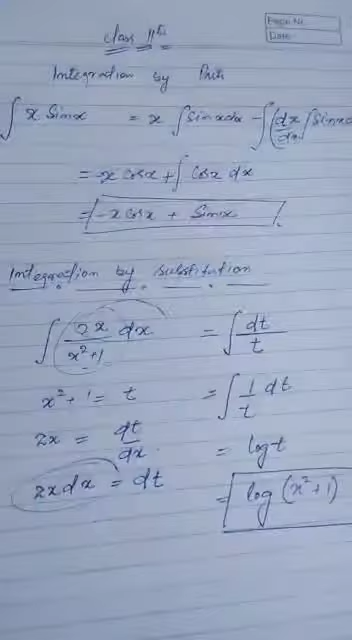 Page No.
Date
Class 11th
Integration by Parts
∫ x Sinx = x ∫ Sinx dx - ∫ (dx/dx ∫ Sinx
= -x Cosx + ∫ Cosx dx
= -x Cosx + Sinx
Integration by substitution
∫ 2x/x²+1 dx = ∫ dt/t
x²+1 = t = ∫ 1/t dt
2x = dt/dx = log t
2x dx = dt = log (x²+1)